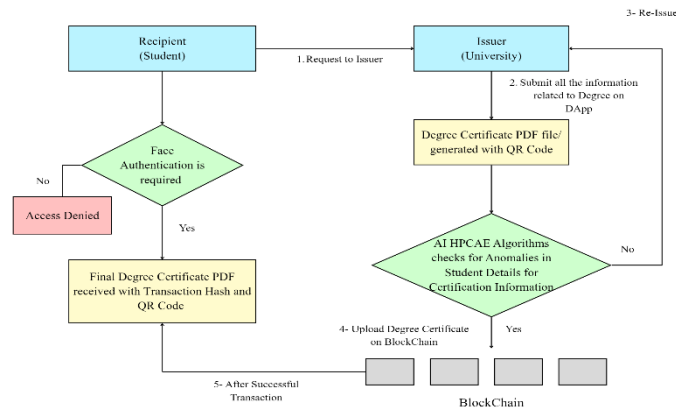 3- Re-Issue
Recipient
(Student)
1.Request to Issuer
Issuer
(University)
2. Submit all the information
related to Degree on
DApp
Degree Certificate PDF file/
generated with QR Code
Face
Authentication is
required
No
Access Denied
Yes
AI HPCAE Algorithms
checks for Anomalies in
Student Details for
Certification Information
No
Yes
Final Degree Certificate PDF
received with Transaction Hash and
QR Code
4- Upload Degree Certificate
on BlockChain
5- After Successful
Transaction
BlockChain